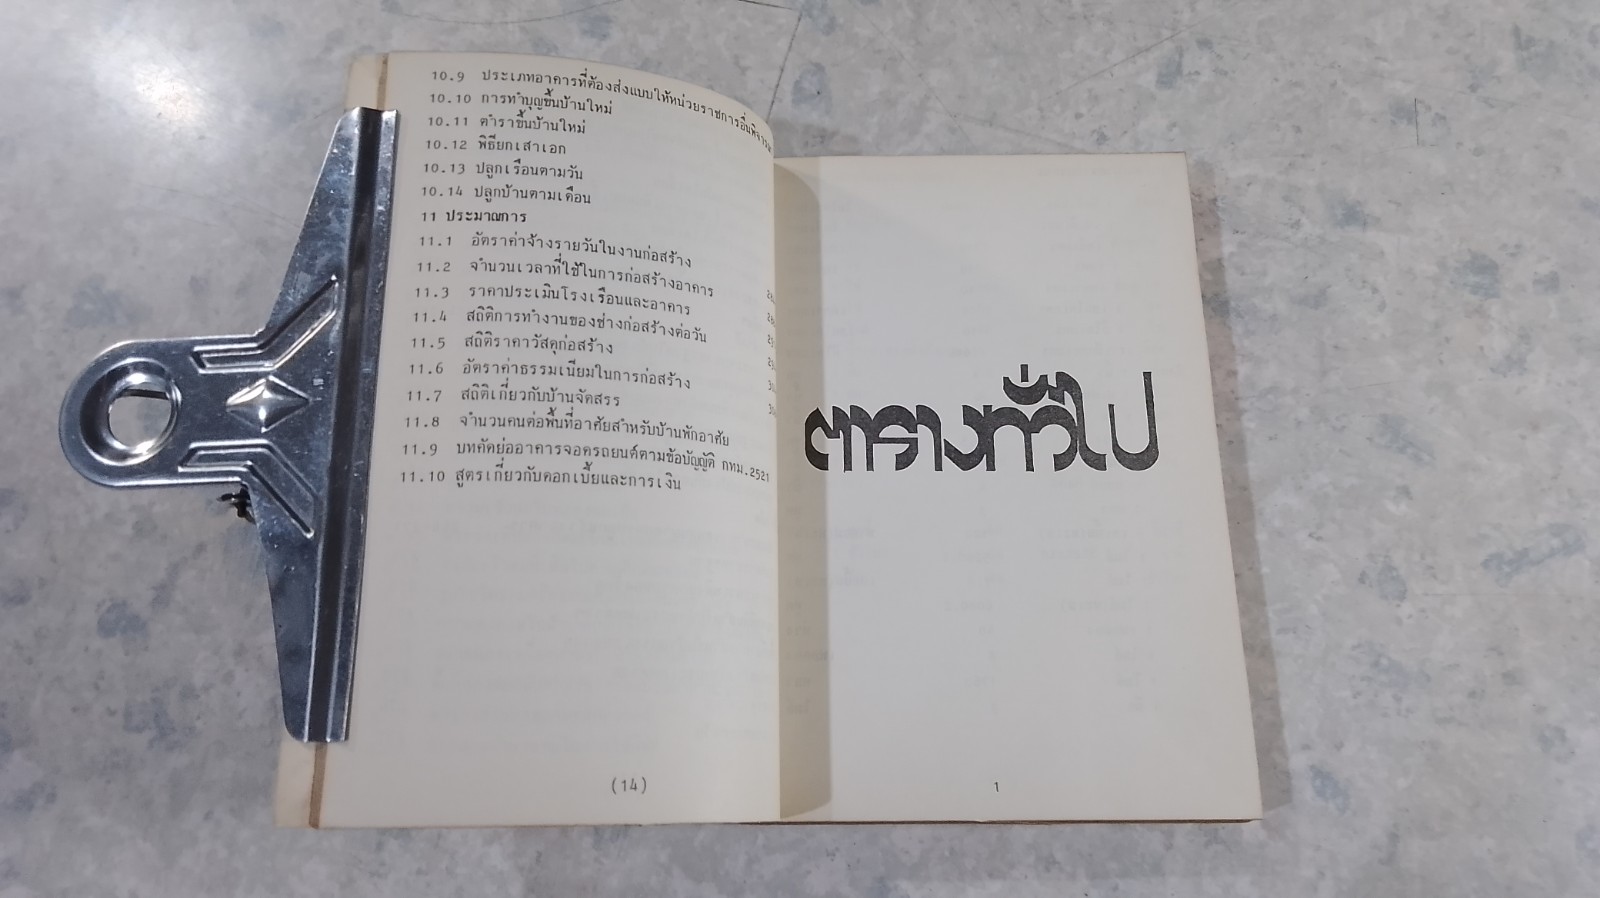 10.9 ประเภทอาคารที่ต้องส่งแบบให้หน่วยราชการอื่นพิจารณา
10.10 การทำบุญขึ้นบ้านใหม่
10.11 ตำราขึ้นบ้านใหม่
10.12 พิธียกเสาเอก
10.13 ปลูกเรือนตามวัน
10.14 ปลูกบ้านตามเดือน
11 ประมาณการ
11.1 อัตราค่าจ้างรายวันในงานก่อสร้าง
11.2 จำนวนเวลาที่ใช้ในการก่อสร้างอาคาร
11.3 ราคาประเมินโรงเรือนและอาคาร
11.4 สถิติการทำงานของช่างก่อสร้างต่อวัน
11.5 สถิติราคาวัสดุก่อสร้าง
11.6 อัตราค่าธรรมเนียมในการก่อสร้าง
11.7 สถิติเกี่ยวกับบ้านจัดสรร
11.8 จำนวนคนต่อพื้นที่อาศัยสำหรับบ้านพักอาศัย
11.9 บทคัดย่ออาคารจอดรถยนต์ตามข้อบัญญัติ กทม.2521
11.10 สูตรเกี่ยวกับดอกเบี้ยและการเงิน
(14)
ตารางทั่วไป
1